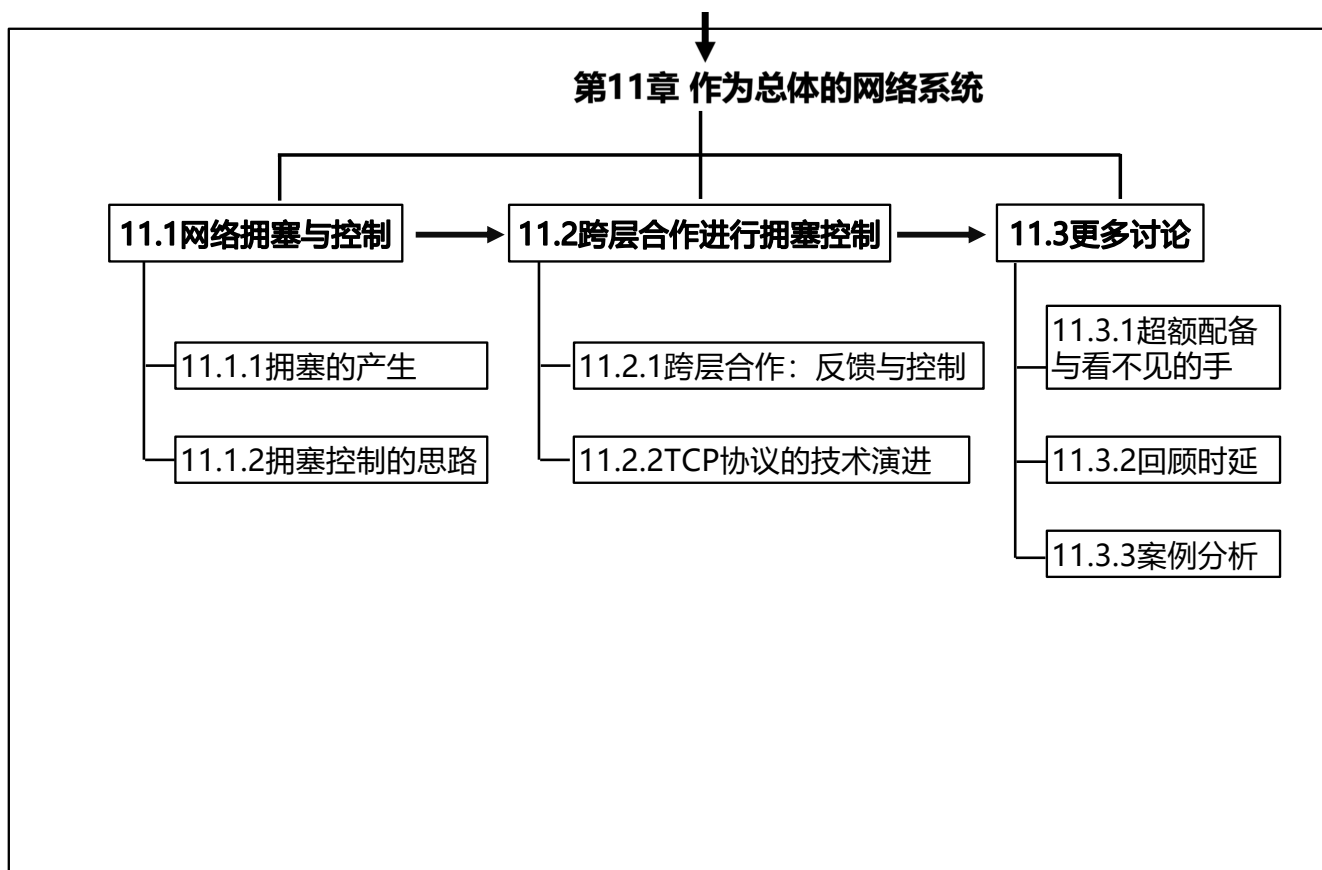 第11章 作为总体的网络系统
11.1网络拥塞与控制
11.2跨层合作进行拥塞控制
11.3更多讨论
11.1.1拥塞的产生
11.1.2拥塞控制的思路
11.2.1跨层合作：反馈与控制
11.2.2TCP协议的技术演进
11.3.1超额配备
与看不见的手
11.3.2回顾时延
11.3.3案例分析